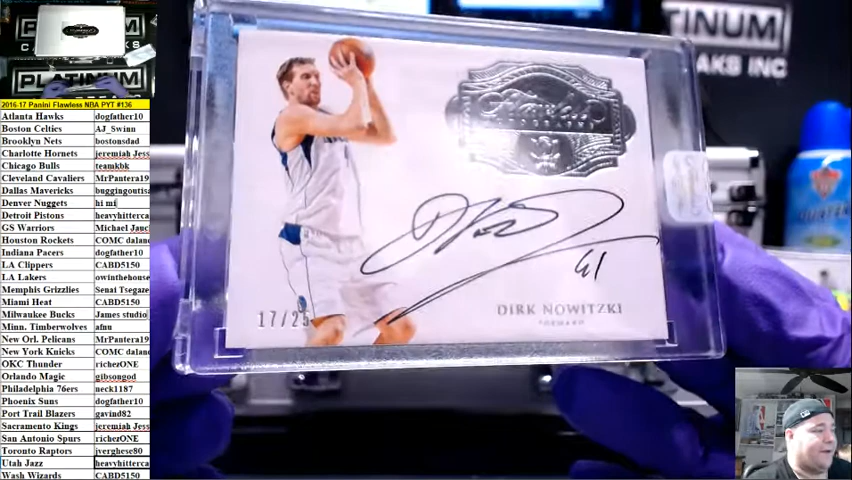 PLATINUM
PLATINUM
PLATINUM
AKS INC
2016-17 Panini Flawless NBA PYT #136
Atlanta Hawks dogfather10
Boston Celtics AJ_Swinn
Brooklyn Nets bostonsdad
Charlotte Hornets jeremiah Jess
Chicago Bulls teamkbk
Cleveland Cavaliers MrPantera19
Dallas Mavericks buggingoutisa
Denver Nuggets hi mi
Detroit Pistons heavyhitterca
GS Warriors Michael Jauci
Houston Rockets COMC daland
Indiana Pacers dogfather10
LA Clippers CABD5150
LA Lakers owinthehouse
Memphis Grizzlies Senai Tsegaze
Miami Heat CABD5150
Milwaukee Bucks James studio
Minn. Timberwolves afnu
New Orl. Pelicans MrPantera19
New York Knicks COMC daland
OKC Thunder richezONE
Orlando Magic gibsongod
Philadelphia 76ers neck1187
Phoenix Suns dogfather10
Port Trail Blazers gavind82
Sacramento Kings jeremiah Jess
San Antonio Spurs richezONE
Toronto Raptors jverghese80
Utah Jazz heavyhitterca
Wash Wizards CABD5150
Flawless
41
17/25
DIRK NOWITZKI
FORWARD